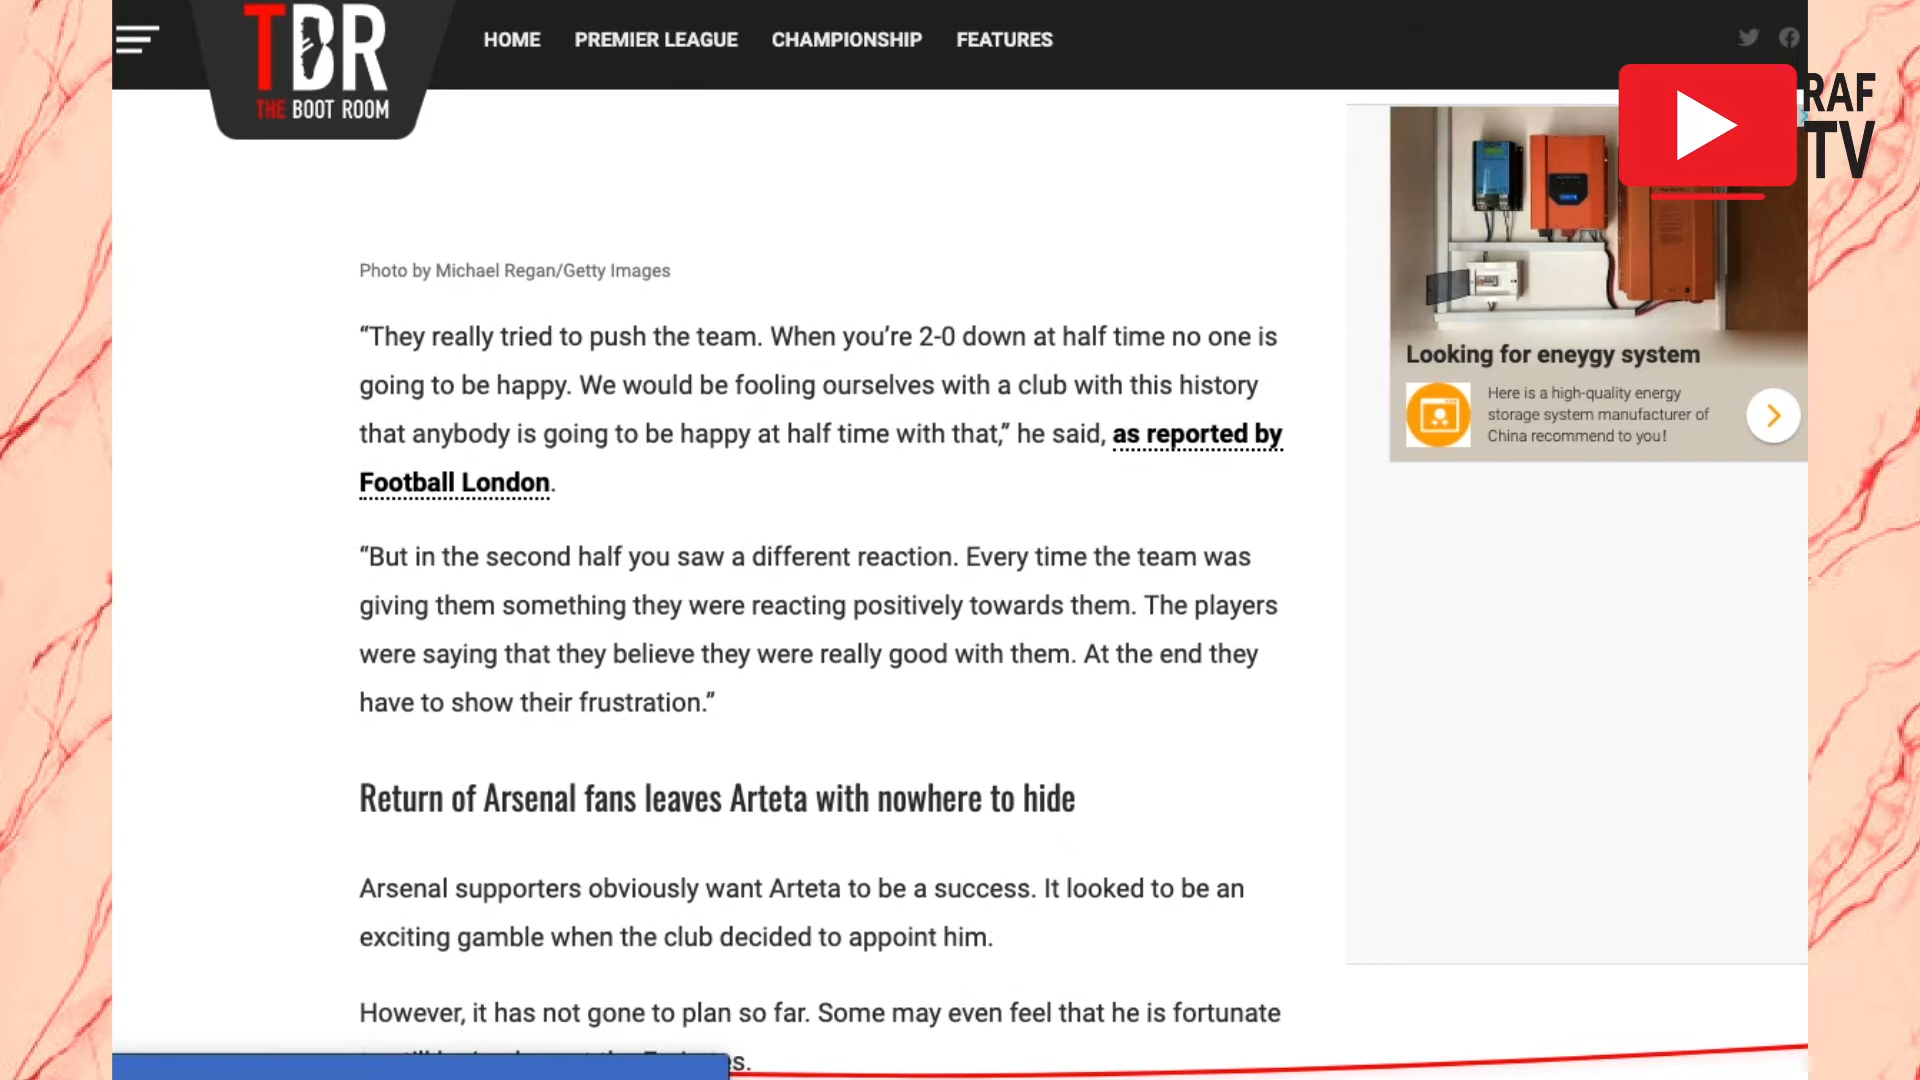 TBR
THE BOOT ROOM
HOME PREMIER LEAGUE CHAMPIONSHIP FEATURES
RAF
TV
Photo by Michael Regan/Getty Images
“They really tried to push the team. When you’re 2-0 down at half time no one is
going to be happy. We would be fooling ourselves with a club with this history
that anybody is going to be happy at half time with that,” he said, as reported by
Football London.
“But in the second half you saw a different reaction. Every time the team was
giving them something they were reacting positively towards them. The players
were saying that they believe they were really good with them. At the end they
have to show their frustration.”
Return of Arsenal fans leaves Arteta with nowhere to hide
Arsenal supporters obviously want Arteta to be a success. It looked to be an
exciting gamble when the club decided to appoint him.
However, it has not gone to plan so far. Some may even feel that he is fortunate
Looking for eneygy system
Here is a high-quality energy
storage system manufacturer of
China recommend to you!